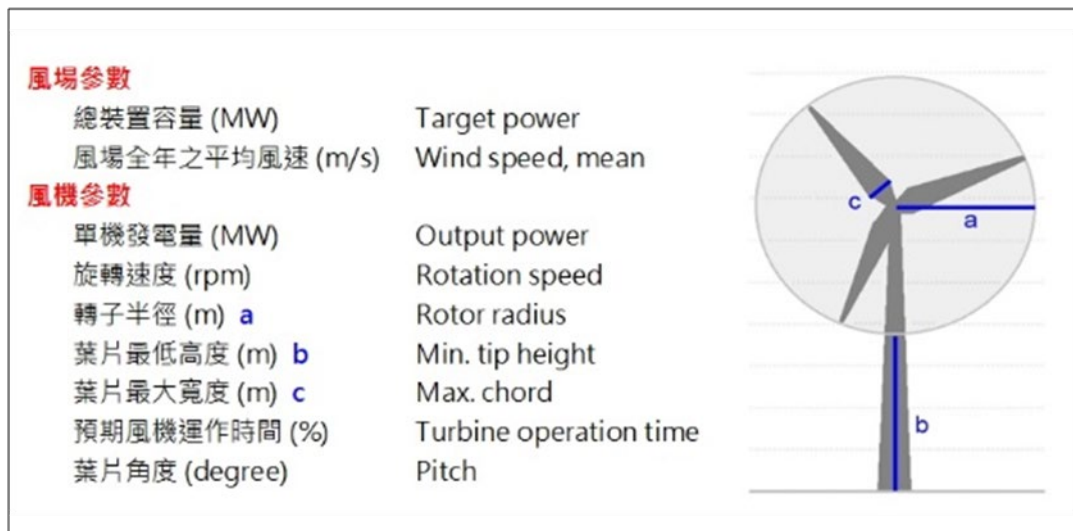 風場參數
總裝置容量 (MW) Target power
風場全年之平均風速 (m/s) Wind speed, mean
風機參數
單機發電量 (MW) Output power
旋轉速度 (rpm) Rotation speed
轉子半徑 (m) a Rotor radius
葉片最低高度 (m) b Min. tip height
葉片最大寬度 (m) c Max. chord
預期風機運作時間 (%) Turbine operation time
葉片角度 (degree) Pitch
c
a
b